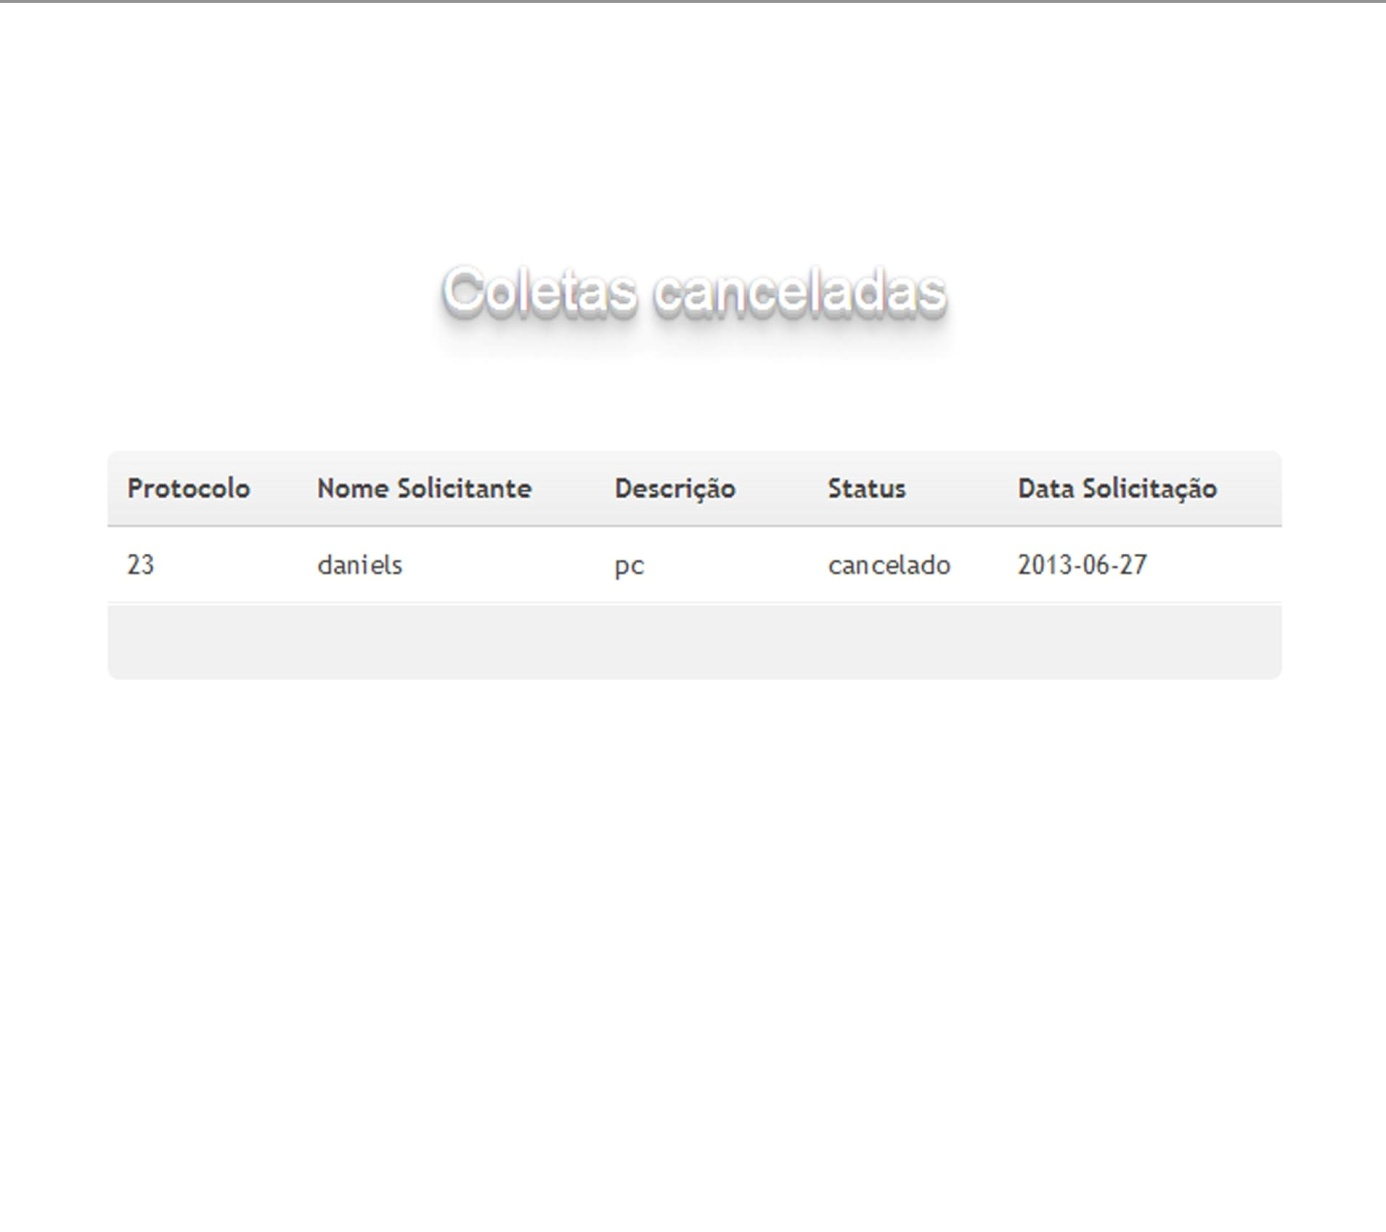 Coletas canceladas
Protocolo Nome Solicitante Descrição Status Data Solicitação
23 daniels pc cancelado 2013-06-27